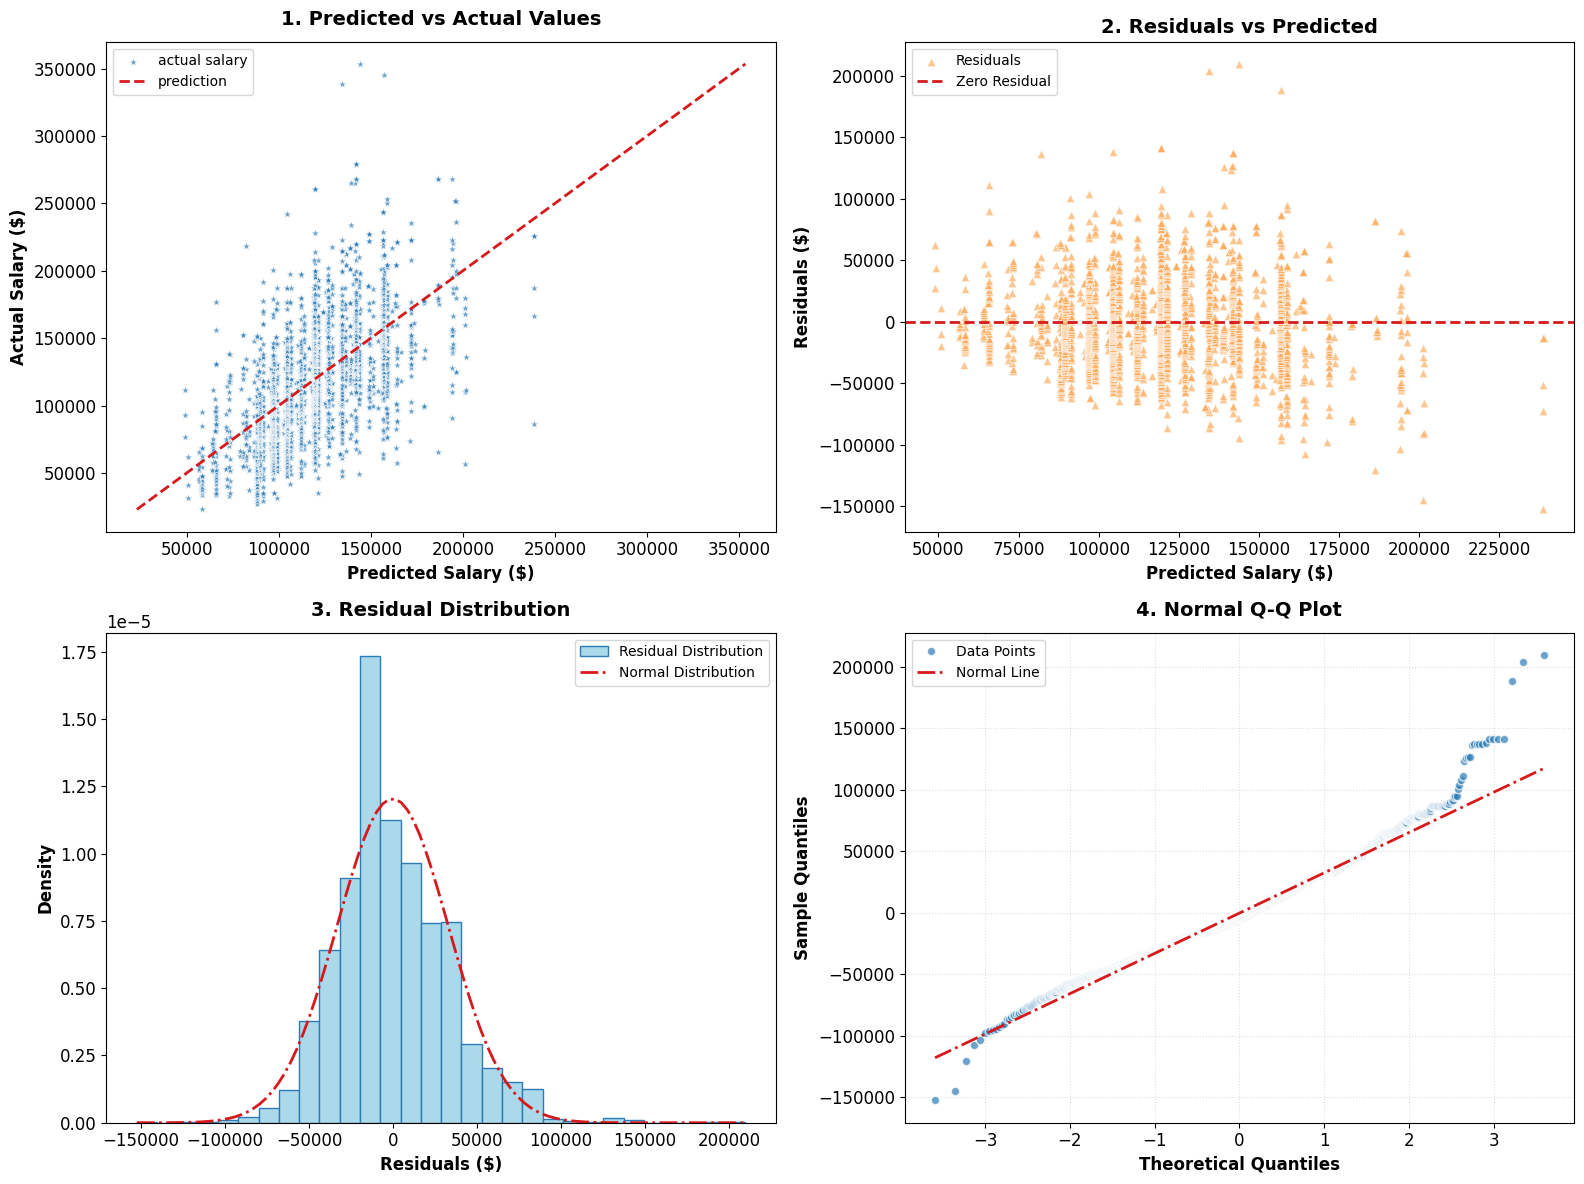 1. Predicted vs Actual Values
actual salary
prediction
350000
300000
250000
200000
150000
100000
50000
Actual Salary ($)
50000 100000 150000 200000 250000 300000 350000
Predicted Salary ($)
2. Residuals vs Predicted
Residuals
Zero Residual
200000
150000
100000
50000
0
−50000
−100000
−150000
Residuals ($)
50000 75000 100000 125000 150000 175000 200000 225000
Predicted Salary ($)
3. Residual Distribution
1e−5
Residual Distribution
Normal Distribution
1.75
1.50
1.25
1.00
0.75
0.50
0.25
0.00
Density
−150000 −100000 −50000 0 50000 100000 150000 200000
Residuals ($)
4. Normal Q-Q Plot
Data Points
Normal Line
200000
150000
100000
50000
0
−50000
−100000
−150000
Sample Quantiles
−3 −2 −1 0 1 2 3
Theoretical Quantiles